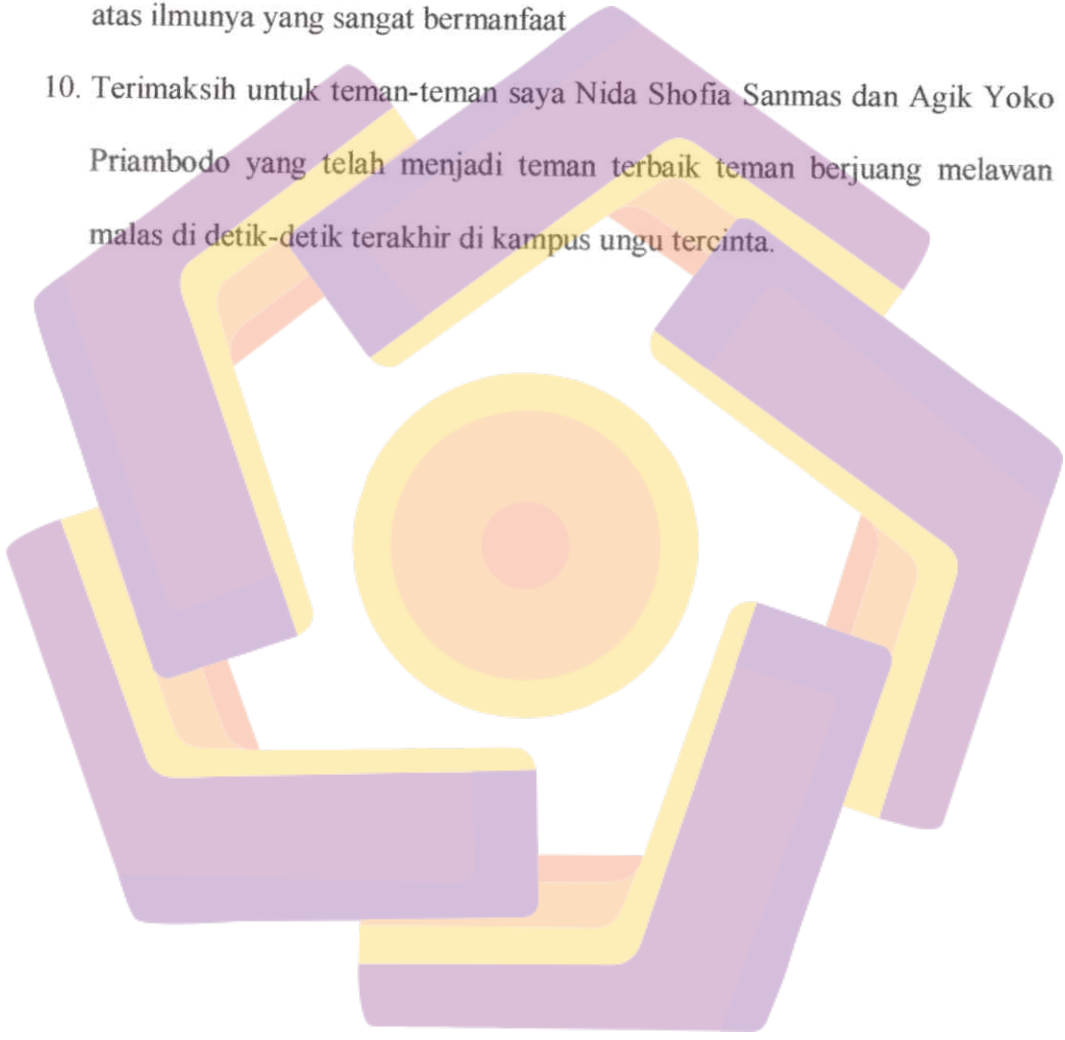 atas ilmunya yang sangat bermanfaat
10. Terimaksih untuk teman-teman saya Nida Shofia Sanmas dan Agik Yoko
Priambodo yang telah menjadi teman terbaik teman berjuang melawan
malas di detik-detik terakhir di kampus ungu tercinta.